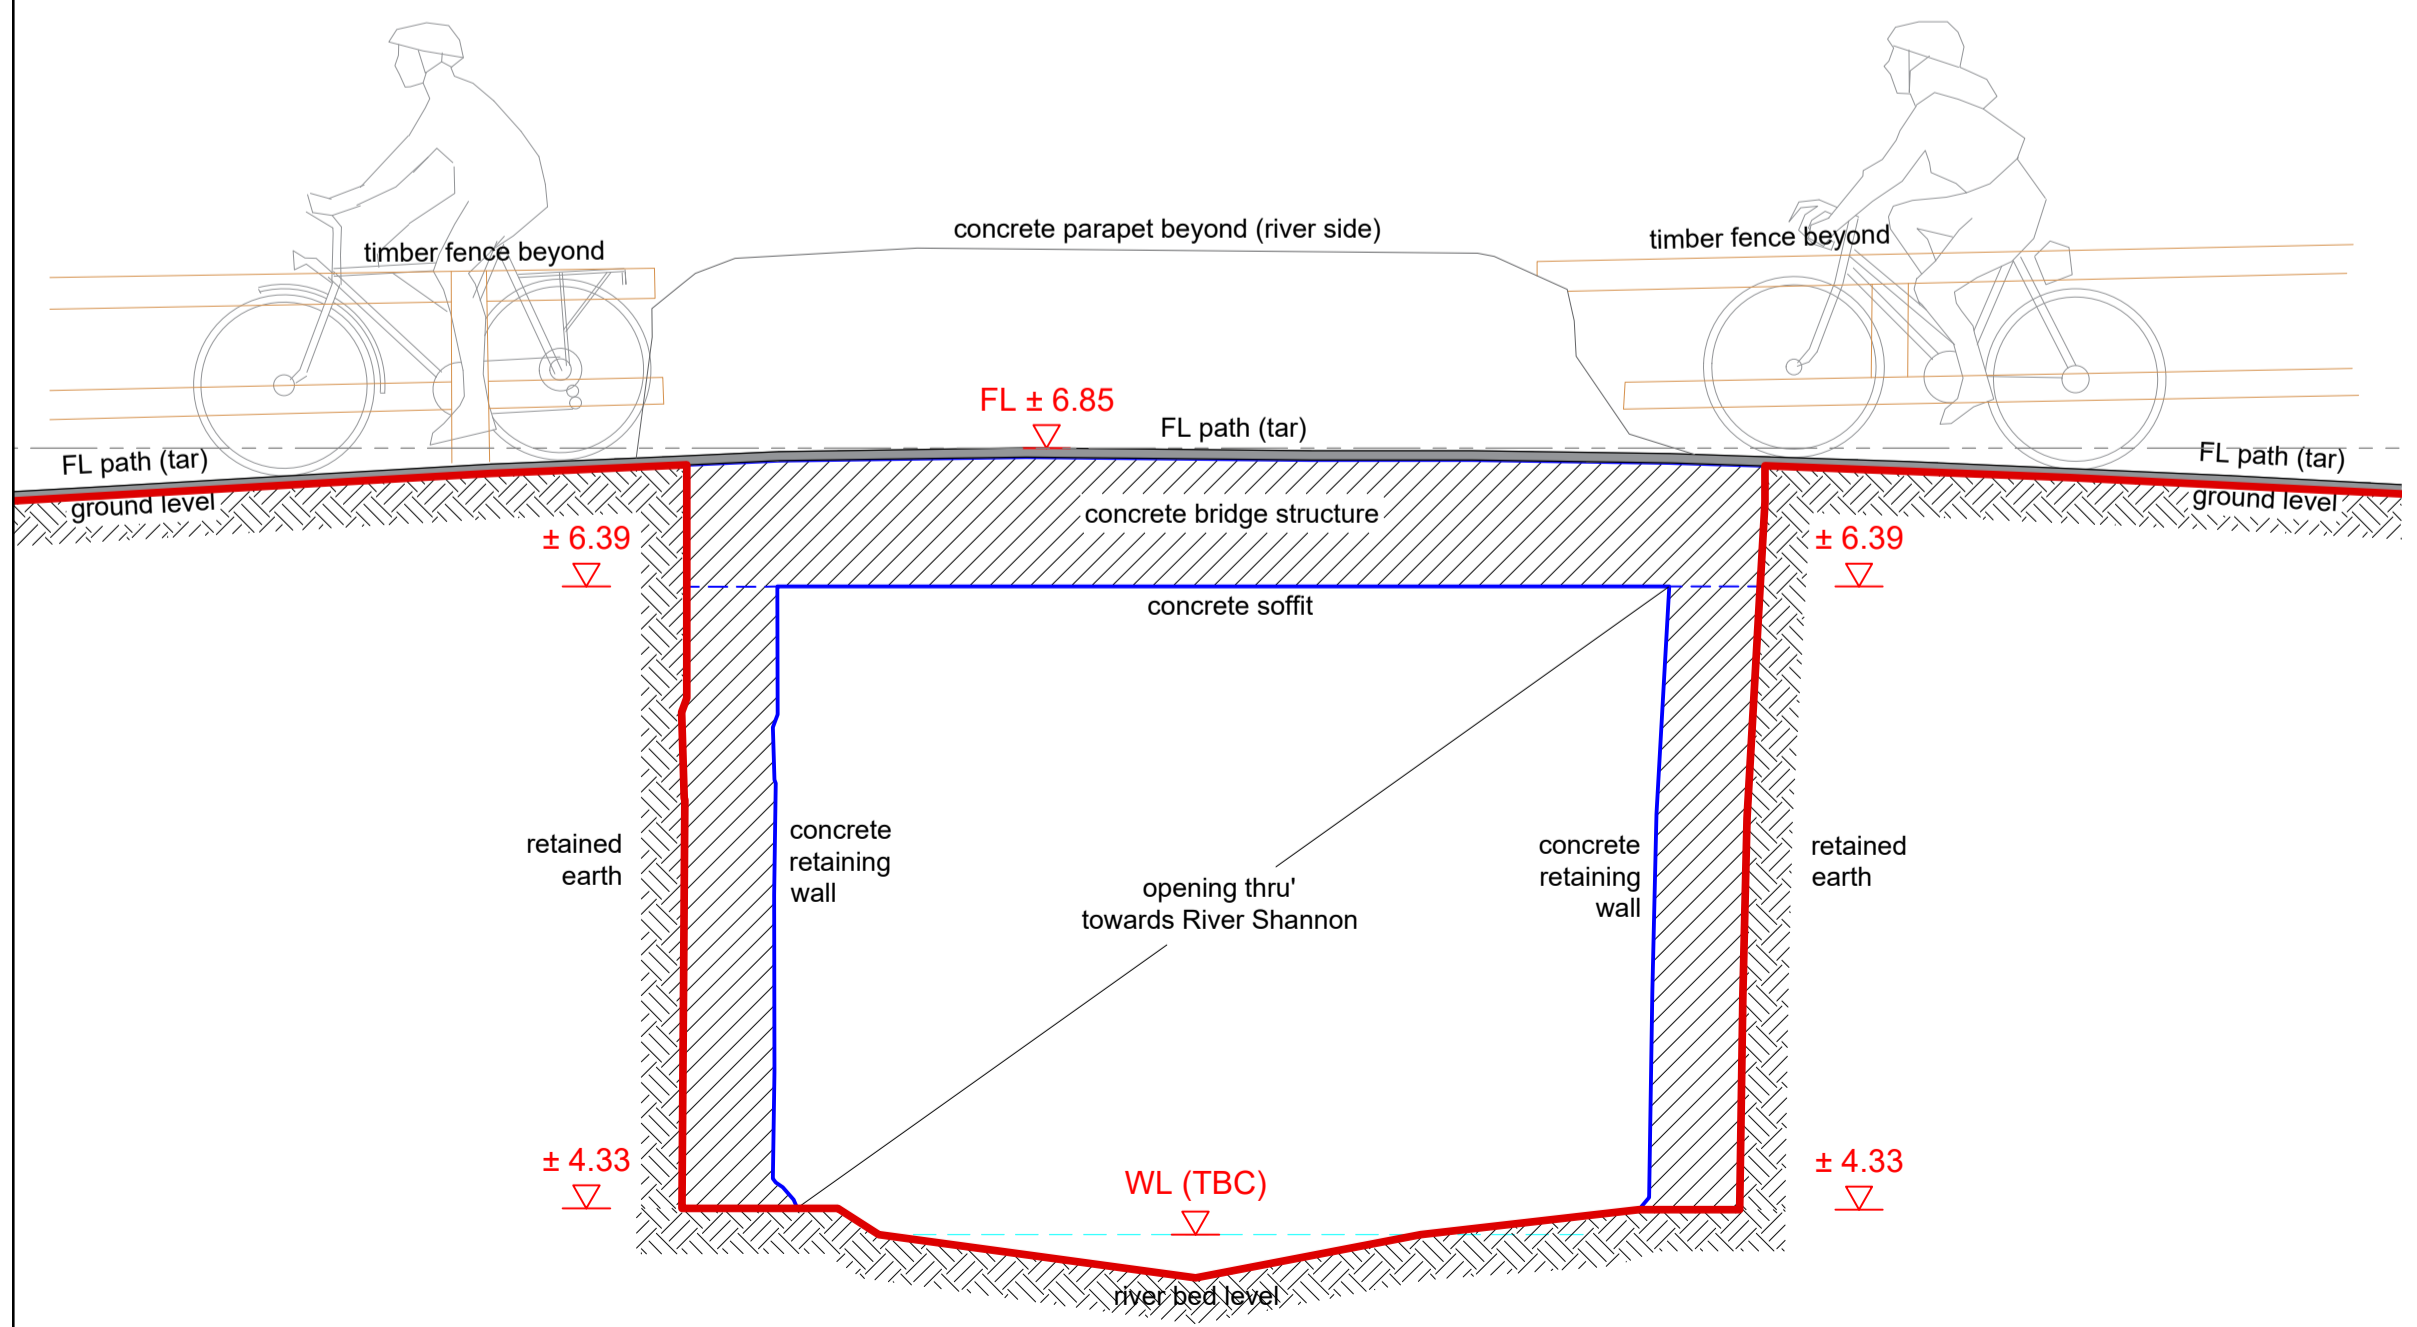 concrete parapet beyond (river side)
timber fence beyond
timber fence beyond
FL ± 6.85
FL path (tar)
FL path (tar)
FL path (tar)
ground level
ground level
concrete bridge structure
± 6.39
± 6.39
concrete soffit
retained
earth
concrete
retaining
wall
opening thru'
towards River Shannon
concrete
retaining
wall
retained
earth
± 4.33
WL (TBC)
± 4.33
river bed level